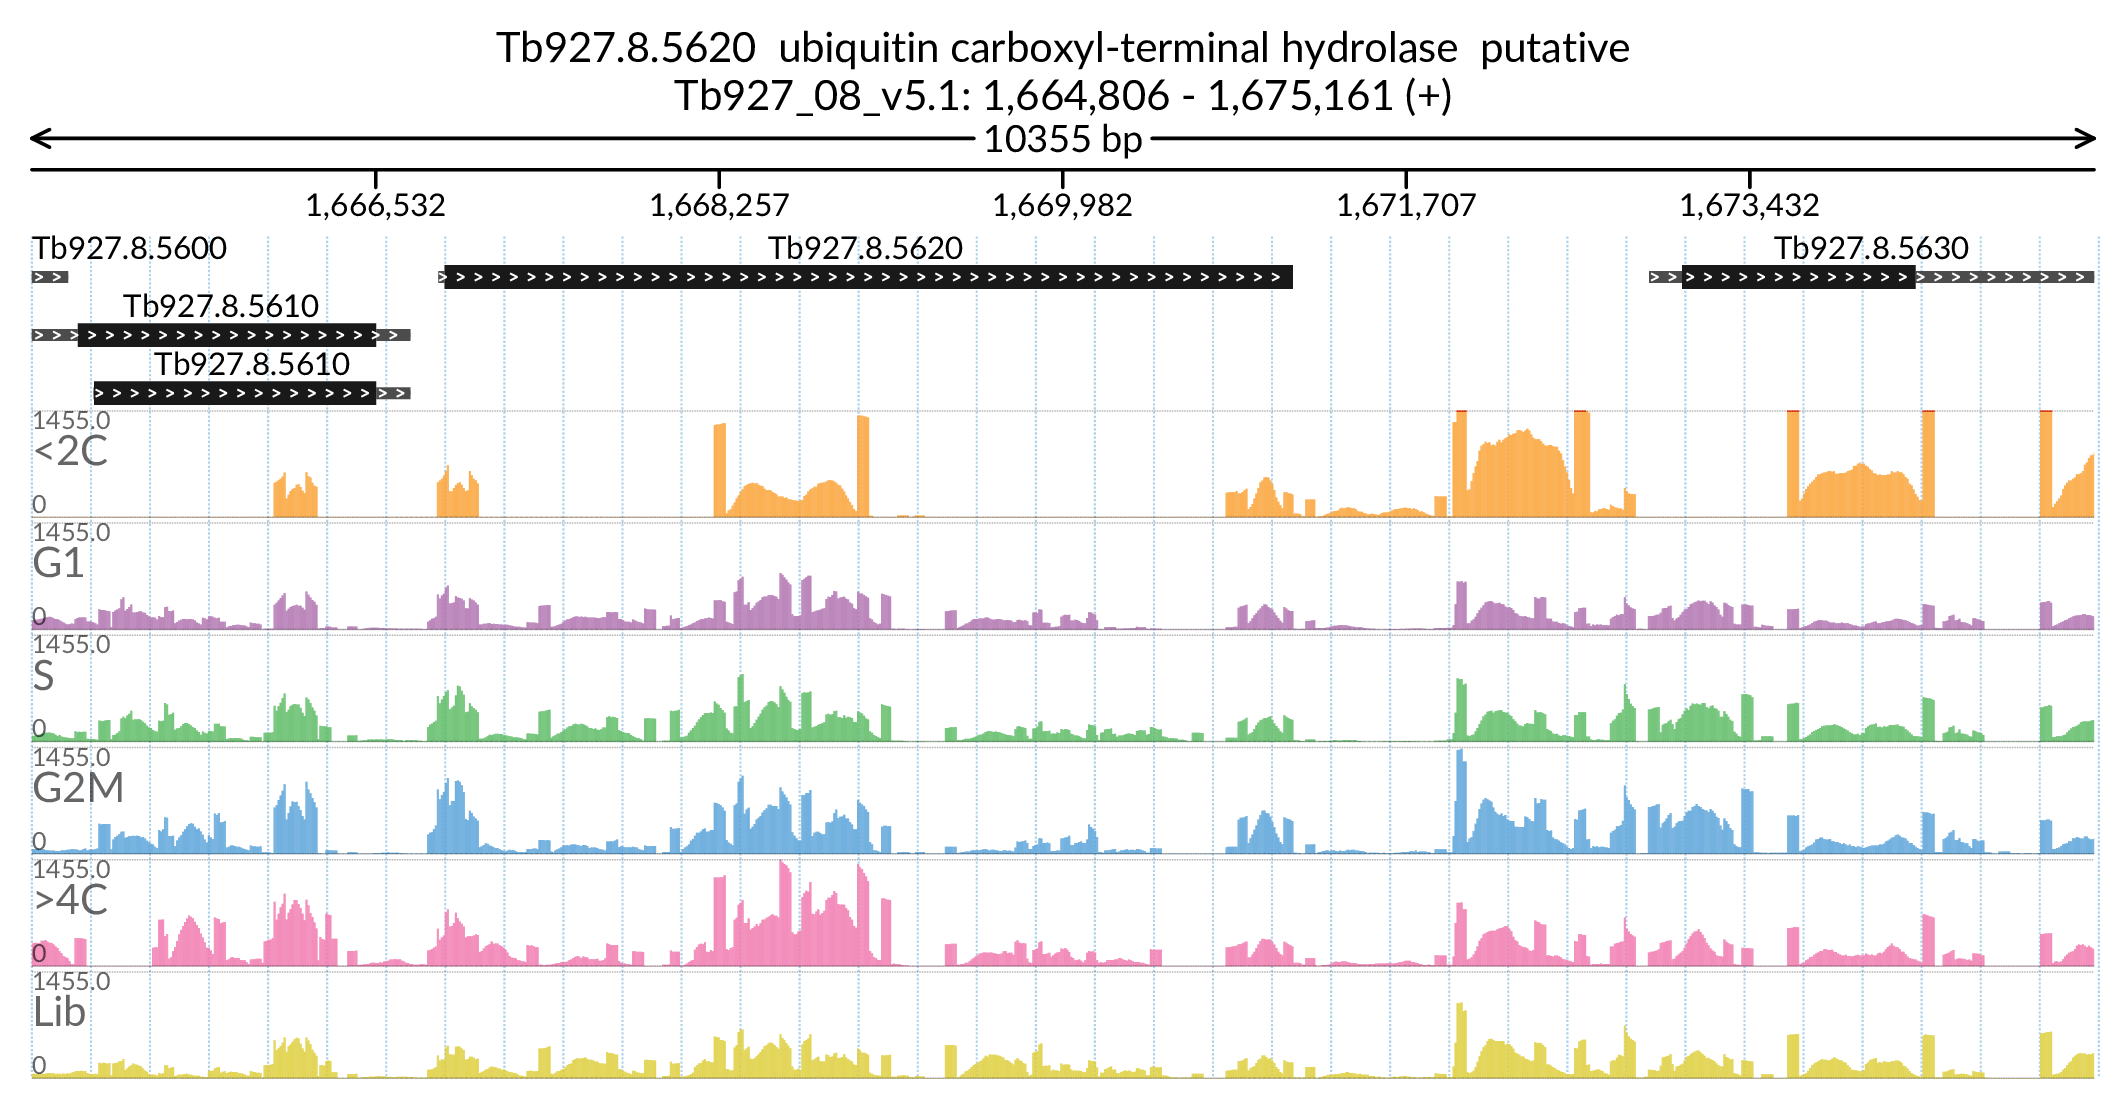 Tb927.8.5620  ubiquitin carboxyl-terminal hydrolase  putative
Tb927_08_v5.1: 1,664,806 - 1,675,161 (+)
10355 bp
1,666,532 1,668,257 1,669,982 1,671,707 1,673,432
Tb927.8.5600 Tb927.8.5620 Tb927.8.5630
Tb927.8.5610
Tb927.8.5610
1455.0
<2C
0
1455.0
G1
0
1455.0
S
0
1455.0
G2M
0
1455.0
>4C
0
1455.0
Lib
0